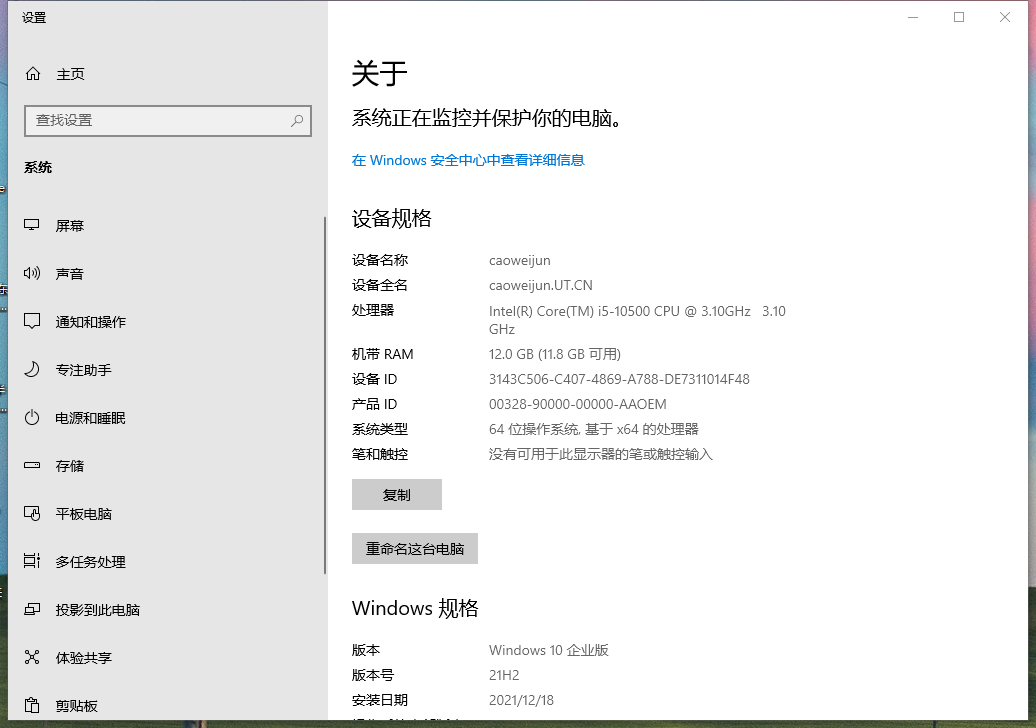 设置
主页
查找设置
系统
屏幕
声音
通知和操作
专注助手
电源和睡眠
存储
平板电脑
多任务处理
投影到此电脑
体验共享
剪贴板
关于
系统正在监控并保护你的电脑。
在 Windows 安全中心中查看详细信息
设备规格
设备名称 caoweijun
设备全名 caoweijun.UT.CN
处理器 Intel(R) Core(TM) i5-10500 CPU @ 3.10GHz 3.10
GHz
机带 RAM 12.0 GB (11.8 GB 可用)
设备 ID 3143C506-C407-4869-A788-DE7311014F48
产品 ID 00328-90000-00000-AAOEM
系统类型 64 位操作系统, 基于 x64 的处理器
笔和触控 没有可用于此显示器的笔或触控输入
复制
重命名这台电脑
Windows 规格
版本 Windows 10 企业版
版本号 21H2
安装日期 2021/12/18